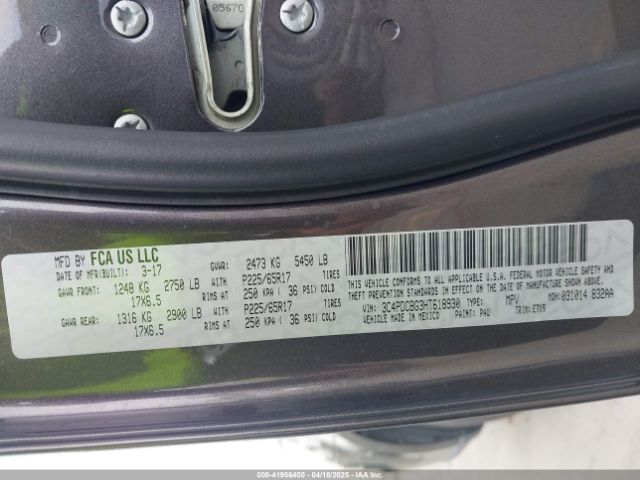 05670
MFD BY FCA US LLC
DATE OF MFR(BUILT): 3-17 GVWR: 2473 KG 5450 LB
GAWR FRONT: 1248 KG 2750 LB WITH P225/65R17 TIRES
17X6.5 RIMS AT 250 KPA ( 36 PSI) COLD
GAWR REAR: 1316 KG 2900 LB WITH P225/65R17 TIRES
17X6.5 RIMS AT 250 KPA ( 36 PSI) COLD
THIS VEHICLE CONFORMS TO ALL APPLICABLE U.S.A. FEDERAL MOTOR VEHICLE SAFETY, BUMPER, AND
THEFT PREVENTION STANDARDS IN EFFECT ON THE DATE OF MANUFACTURE SHOWN ABOVE.
VIN: 3C4PDCBG3HT618930 TYPE: MPV MDH: 031014 B32AA
VEHICLE MADE IN MEXICO PAINT: PAU TRIM:
000-41956400 - 04/18/2025 - IAAI.COM